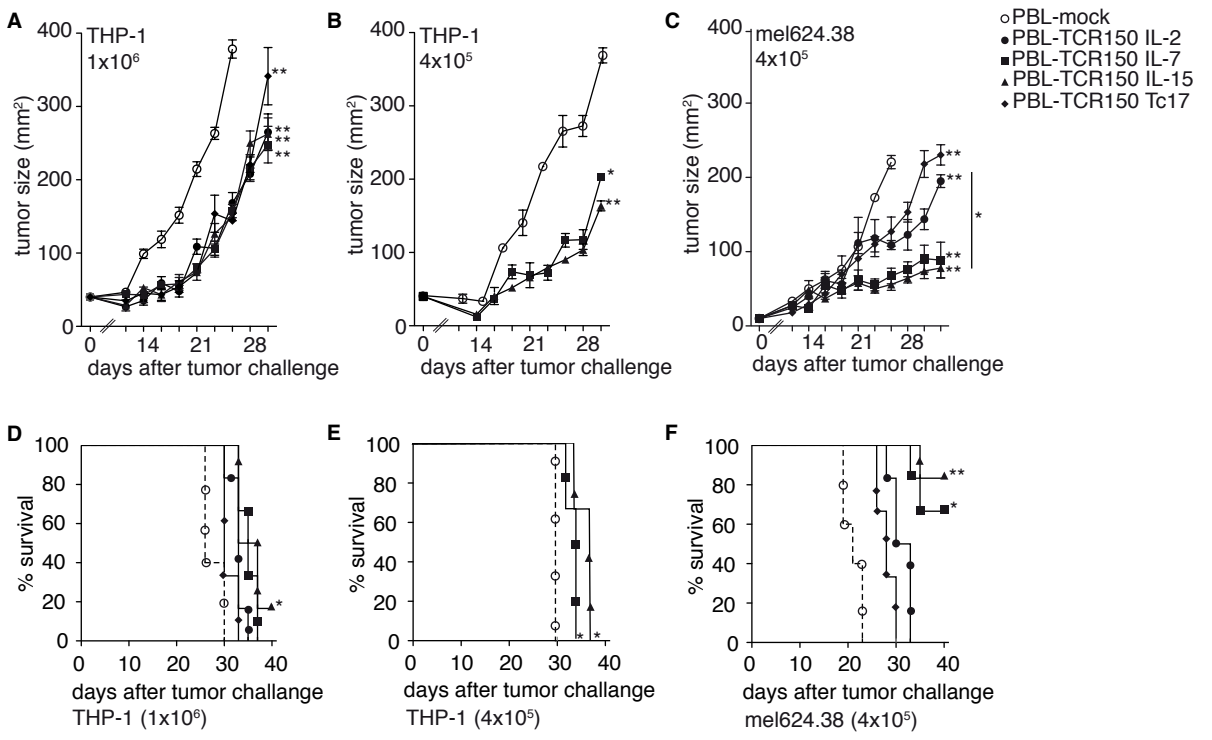 A
THP-1
1x10⁶
tumor size (mm²)
400
300
200
100
0
**
**
**
**
0 14 21 28
days after tumor challenge
B
THP-1
4x10⁵
tumor size (mm²)
400
300
200
100
0
*
**
0 14 21 28
days after tumor challenge
C
mel624.38
4x10⁵
tumor size (mm²)
400
300
200
100
0
**
**
*
**
**
0 14 21 28
days after tumor challenge
PBL-mock
PBL-TCR150 IL-2
PBL-TCR150 IL-7
PBL-TCR150 IL-15
PBL-TCR150 Tc17
D
% survival
100
80
60
40
20
0
*
0 10 20 30 40
days after tumor challange
THP-1 (1x10⁶)
E
% survival
100
80
60
40
20
0
* *
0 10 20 30 40
days after tumor challange
THP-1 (4x10⁵)
F
% survival
100
80
60
40
20
0
**
*
0 10 20 30 40
days after tumor challange
mel624.38 (4x10⁵)